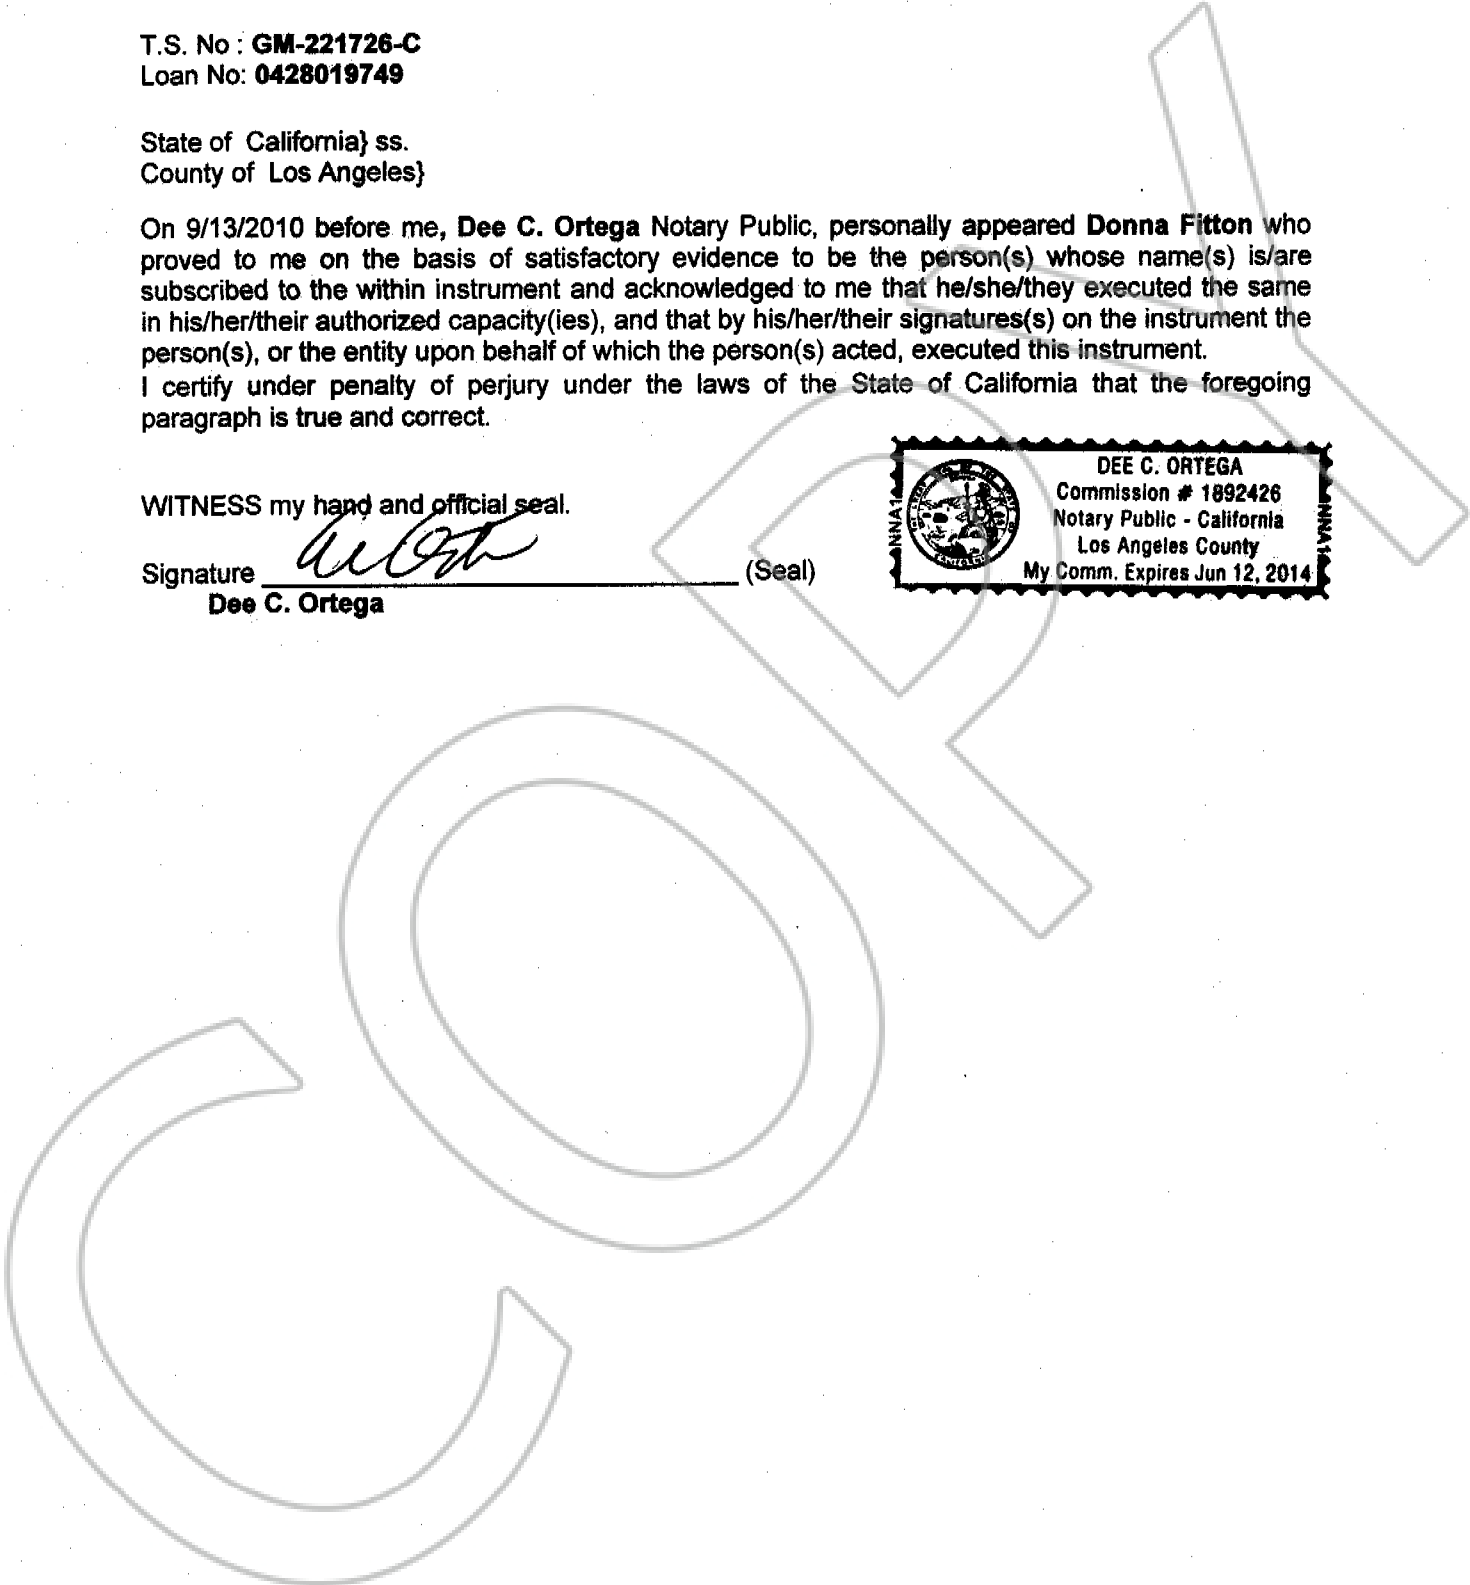 T.S. No : GM-221726-C
Loan No: 0428019749
State of California} ss.
County of Los Angeles}
On 9/13/2010 before me, Dee C. Ortega Notary Public, personally appeared Donna Fitton who
proved to me on the basis of satisfactory evidence to be the person(s) whose name(s) is/are
subscribed to the within instrument and acknowledged to me that he/she/they executed the same
in his/her/their authorized capacity(ies), and that by his/her/their signatures(s) on the instrument the
person(s), or the entity upon behalf of which the person(s) acted, executed this instrument.
I certify under penalty of perjury under the laws of the State of California that the foregoing
paragraph is true and correct.
WITNESS my hand and official seal.
Signature (Seal)
Dee C. Ortega
DEE C. ORTEGA
Commission # 1892426
Notary Public - California
Los Angeles County
My Comm. Expires Jun 12, 2014
COPY